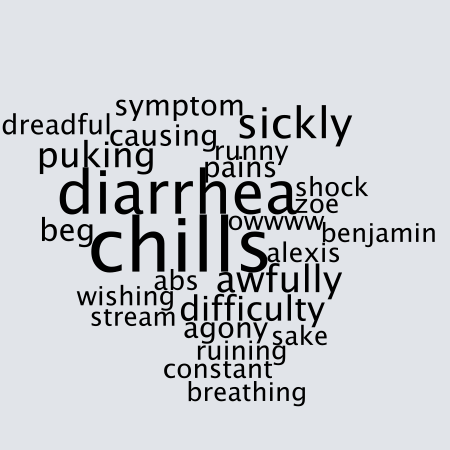 symptom
dreadful
causing
sickly
puking
runny
pains
diarrhea
shock
zoe
beg
owwww
benjamin
chills
alexis
abs
awfully
wishing
stream
difficulty
agony
sake
ruining
constant
breathing